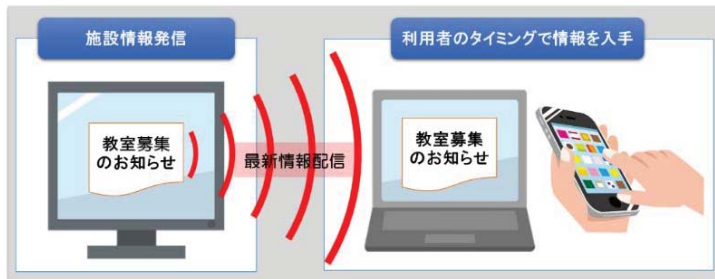 施設情報発信
利用者のタイミングで情報を入手
教室募集
のお知らせ
最新情報配信
教室募集
のお知らせ